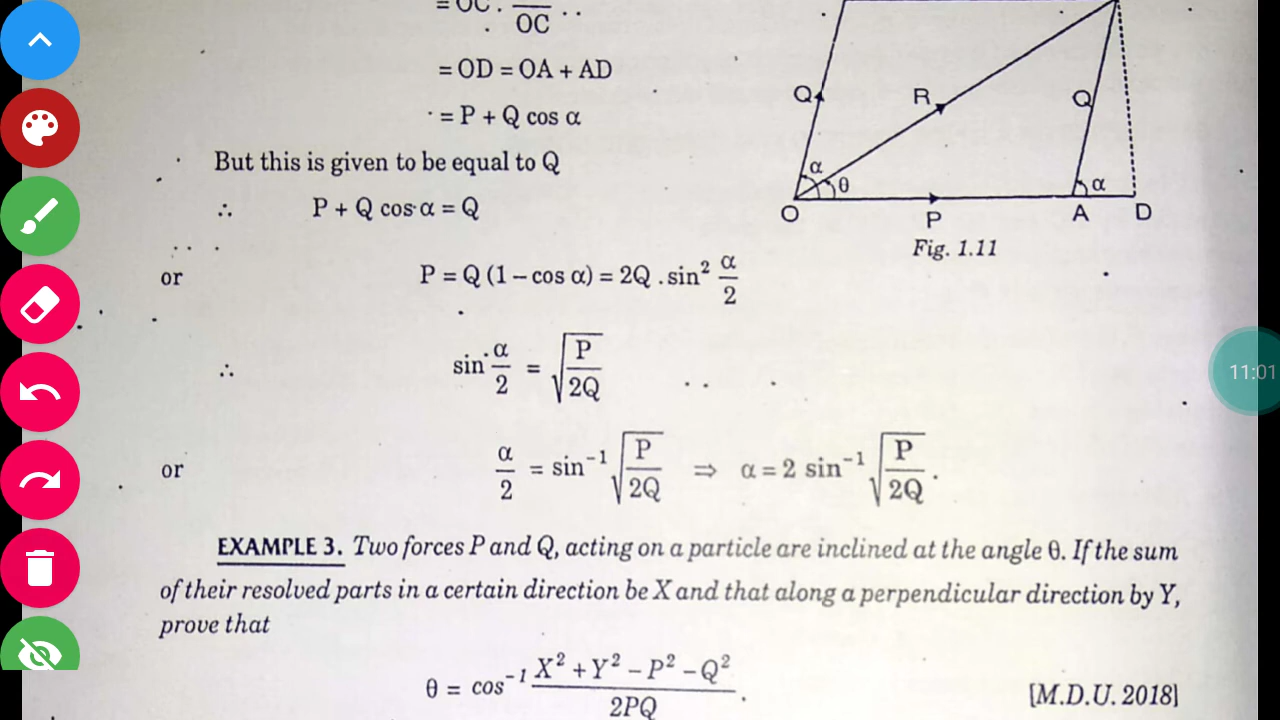 = OC . ‾OC
= OD = OA + AD
= P + Q cos α
But this is given to be equal to Q
∴ P + Q cos α = Q
or P = Q (1 – cos α) = 2Q . sin² α/2
∴ sin α/2 = √(P/2Q)
or α/2 = sin⁻¹ √(P/2Q) ⇒ α = 2 sin⁻¹ √(P/2Q) .
Q R Q
α θ α
O P A D
Fig. 1.11
11:01
EXAMPLE 3. Two forces P and Q, acting on a particle are inclined at the angle θ. If the sum
of their resolved parts in a certain direction be X and that along a perpendicular direction by Y,
prove that
θ = cos⁻¹ (X² + Y² – P² – Q²)/2PQ . [M.D.U. 2018]